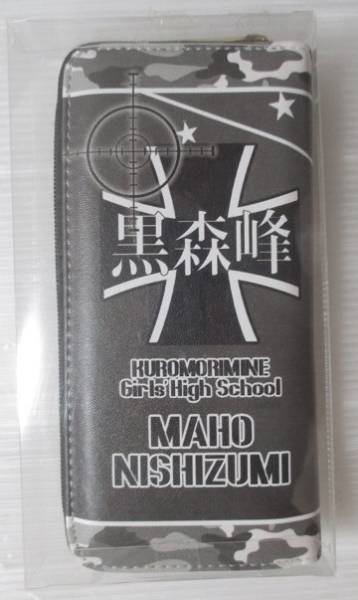 黒森峰
KUROMORIMINE
Girls' High School
MAHO
NISHIZUMI